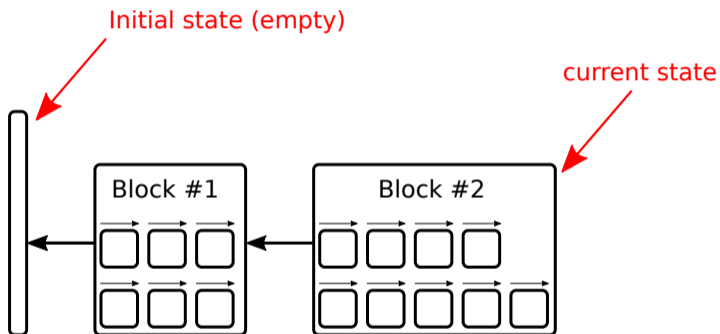 Initial state (empty)
current state
Block #1
Block #2